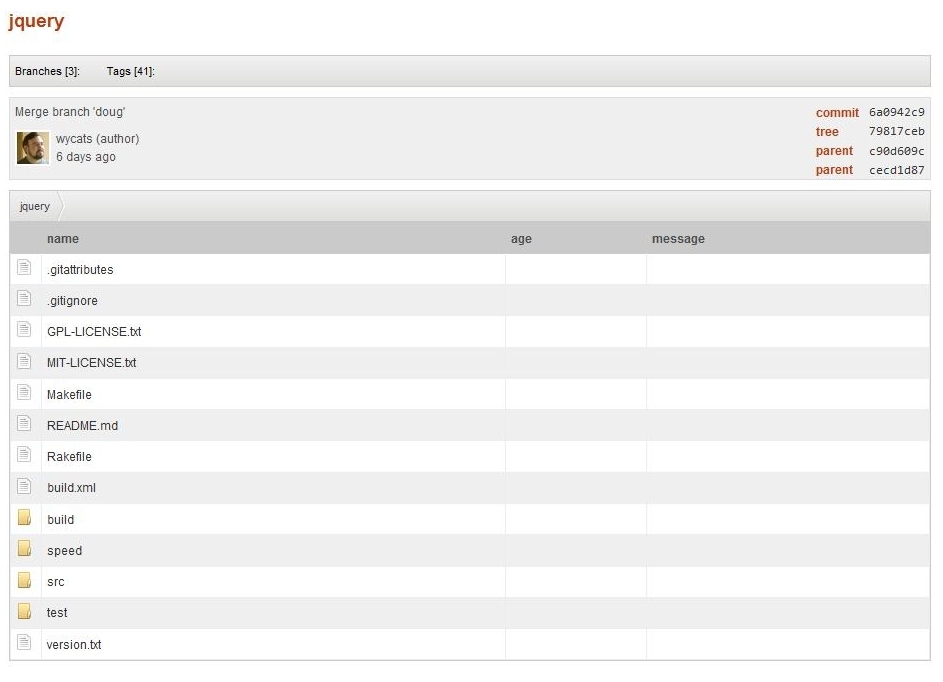 jquery
Branches [3]: Tags [41]:
Merge branch 'doug'
wycats (author)
6 days ago
commit 6a0942c9
tree 79817ceb
parent c90d609c
parent cecd1d87
jquery
name age message
.gitattributes
.gitignore
GPL-LICENSE.txt
MIT-LICENSE.txt
Makefile
README.md
Rakefile
build.xml
build
speed
src
test
version.txt